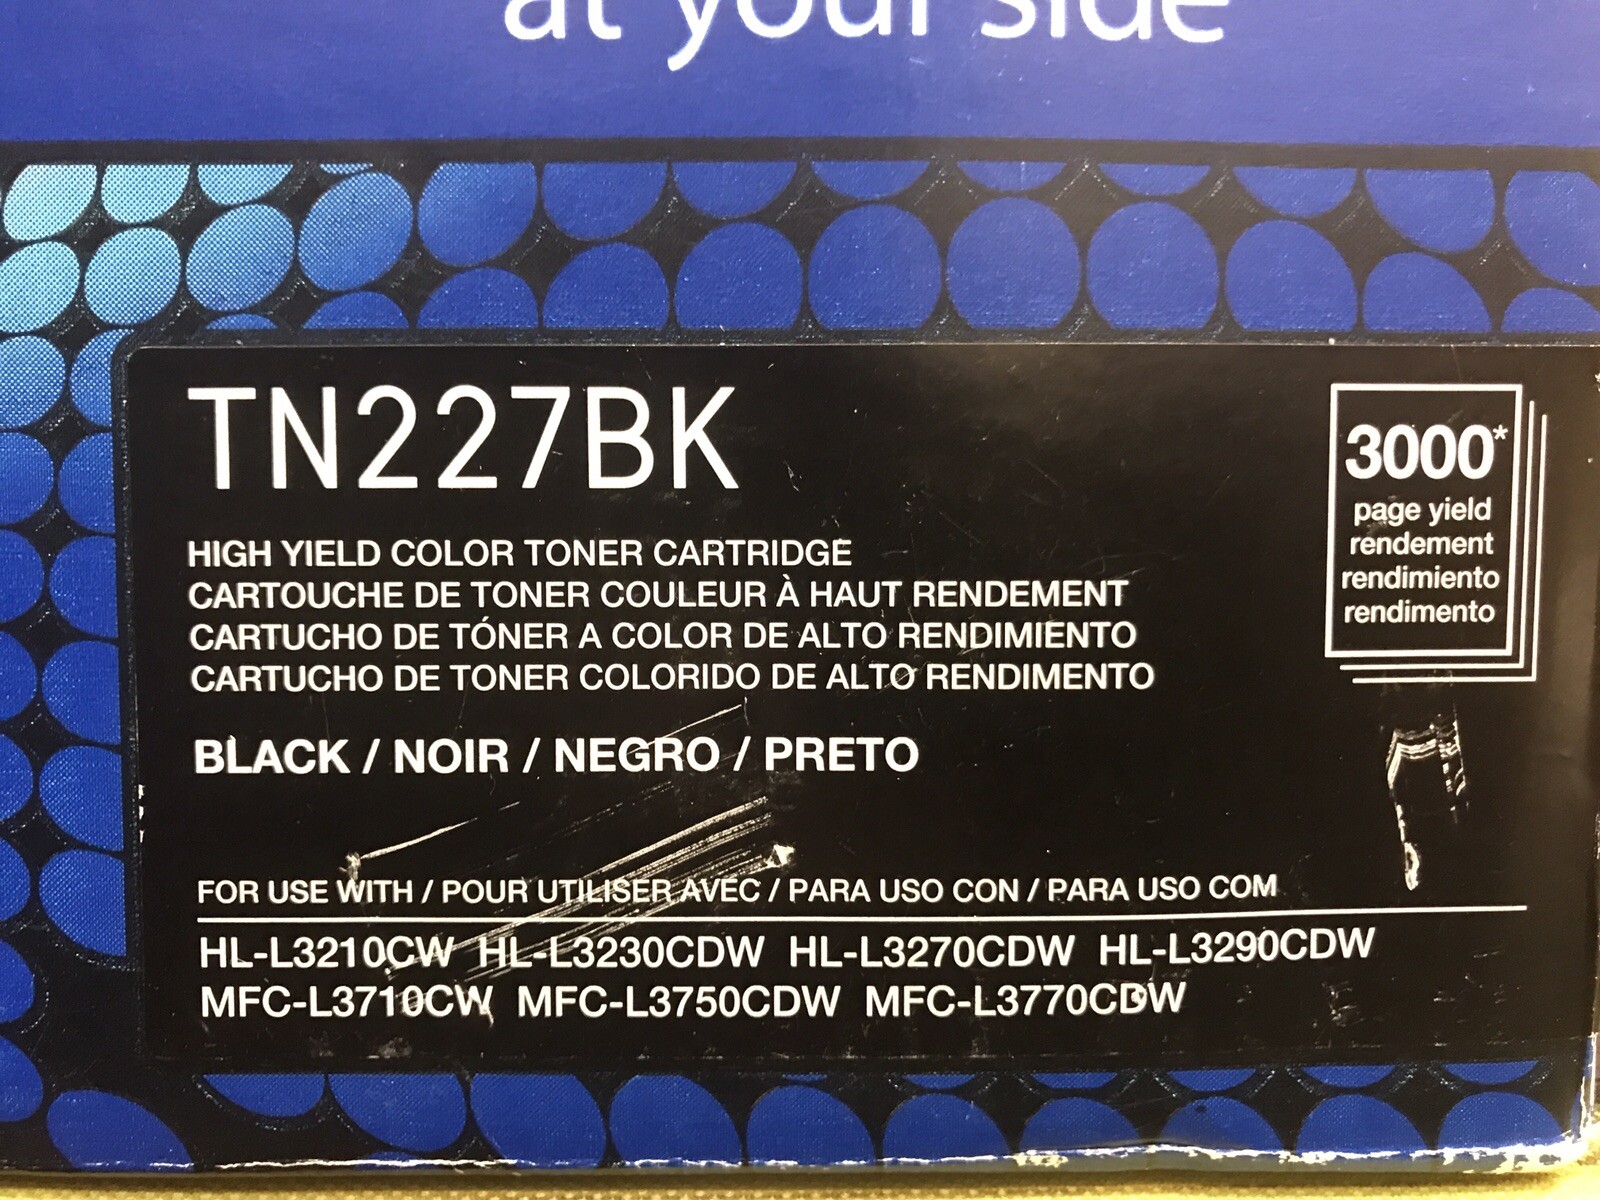 at your side
TN227BK
3000*
page yield
rendement
rendimiento
rendimento
HIGH YIELD COLOR TONER CARTRIDGE
CARTOUCHE DE TONER COULEUR À HAUT RENDEMENT
CARTUCHO DE TÓNER A COLOR DE ALTO RENDIMIENTO
CARTUCHO DE TONER COLORIDO DE ALTO RENDIMENTO
BLACK / NOIR / NEGRO / PRETO
FOR USE WITH / POUR UTILISER AVEC / PARA USO CON / PARA USO COM
HL-L3210CW HL-L3230CDW HL-L3270CDW HL-L3290CDW
MFC-L3710CW MFC-L3750CDW MFC-L3770CDW